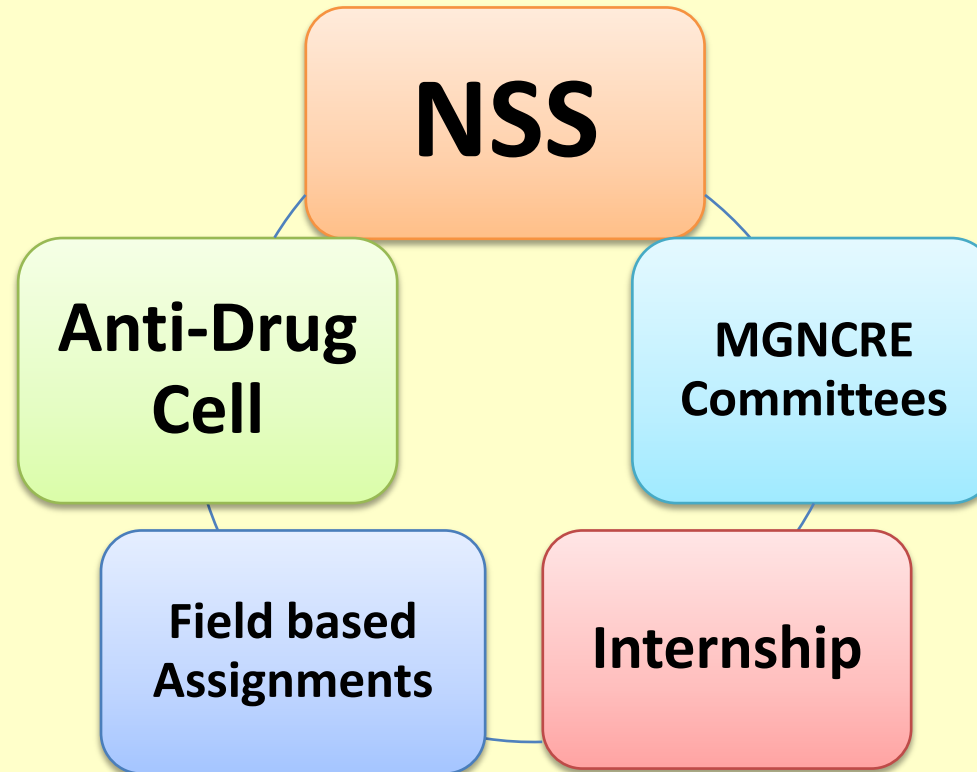 NSS
Anti-Drug
Cell
MGNCRE
Committees
Field based
Assignments
Internship